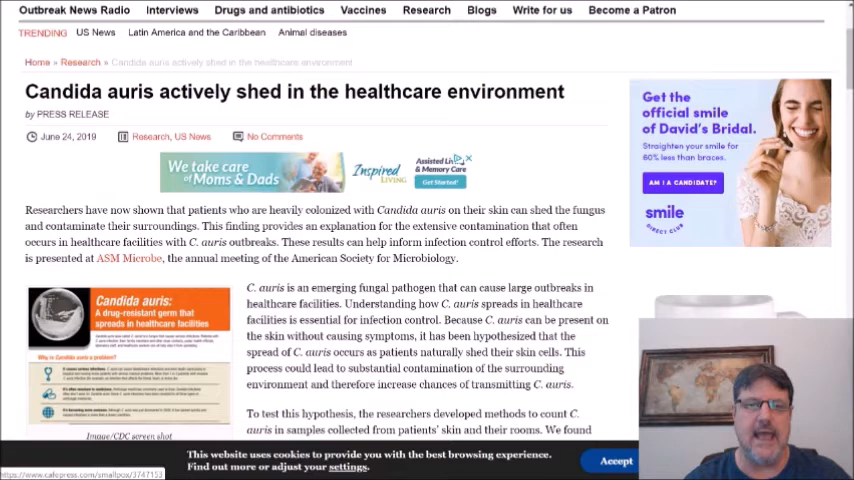 Outbreak News Radio Interviews Drugs and antibiotics Vaccines Research Blogs Write for us Become a Patron
TRENDING US News Latin America and the Caribbean Animal diseases
Home » Research » Candida auris actively shed in the healthcare environment
Candida auris actively shed in the healthcare environment
by PRESS RELEASE
June 24, 2019 Research, US News No Comments
We take care
of Moms & Dads
Inspired
LIVING
Assisted Li
& Memory Care
Get Started!
Researchers have now shown that patients who are heavily colonized with Candida auris on their skin can shed the fungus
and contaminate their surroundings. This finding provides an explanation for the extensive contamination that often
occurs in healthcare facilities with C. auris outbreaks. These results can help inform infection control efforts. The research
is presented at ASM Microbe, the annual meeting of the American Society for Microbiology.
Candida auris:
A drug-resistant germ that
spreads in healthcare facilities
Why is Candida auris a problem?
Image/CDC screen shot
C. auris is an emerging fungal pathogen that can cause large outbreaks in
healthcare facilities. Understanding how C. auris spreads in healthcare
facilities is essential for infection control. Because C. auris can be present on
the skin without causing symptoms, it has been hypothesized that the
spread of C. auris occurs as patients naturally shed their skin cells. This
process could lead to substantial contamination of the surrounding
environment and therefore increase chances of transmitting C. auris.
To test this hypothesis, the researchers developed methods to count C.
auris in samples collected from patients' skin and their rooms. We found
Get the
official smile
of David's Bridal.
Straighten your smile for
60% less than braces.
AM I A CANDIDATE?
smile
DIRECT CLUB
This website uses cookies to provide you with the best browsing experience.
Find out more or adjust your settings.
Accept
https://www.cafepress.com/smallpox/3747153